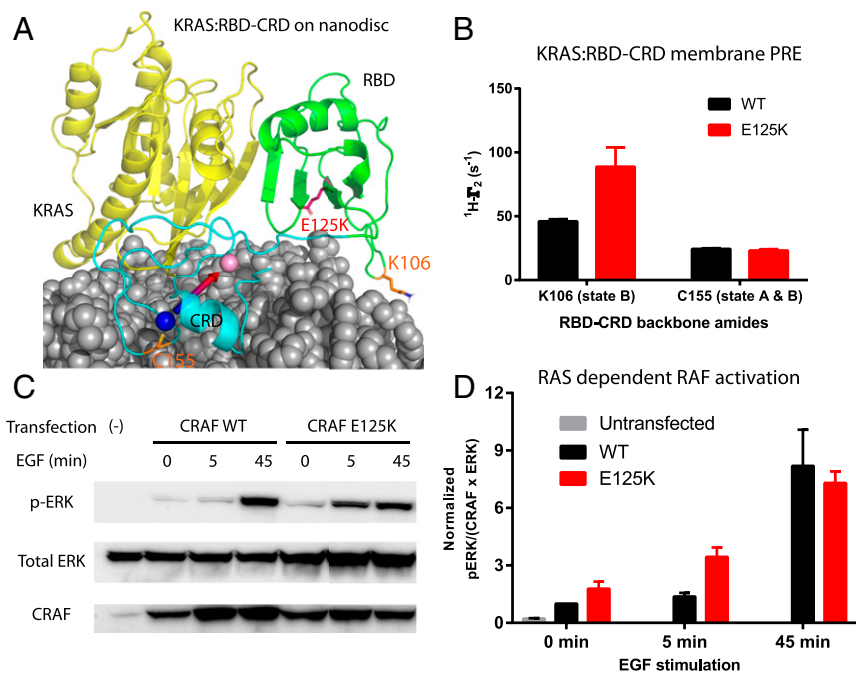 A
KRAS:RBD-CRD on nanodisc
RBD
KRAS
E125K
K106
CRD
C155
B
KRAS:RBD-CRD membrane PRE
150
100
50
0
¹H-Γ₂ (s⁻¹)
WT
E125K
K106 (state B)
C155 (state A & B)
RBD-CRD backbone amides
C
Transfection (-) CRAF WT CRAF E125K
EGF (min) 0 5 45 0 5 45
p-ERK
Total ERK
CRAF
D
RAS dependent RAF activation
Normalized
pERK/(CRAF x ERK)
12
9
6
3
0
Untransfected
WT
E125K
0 min
5 min
45 min
EGF stimulation